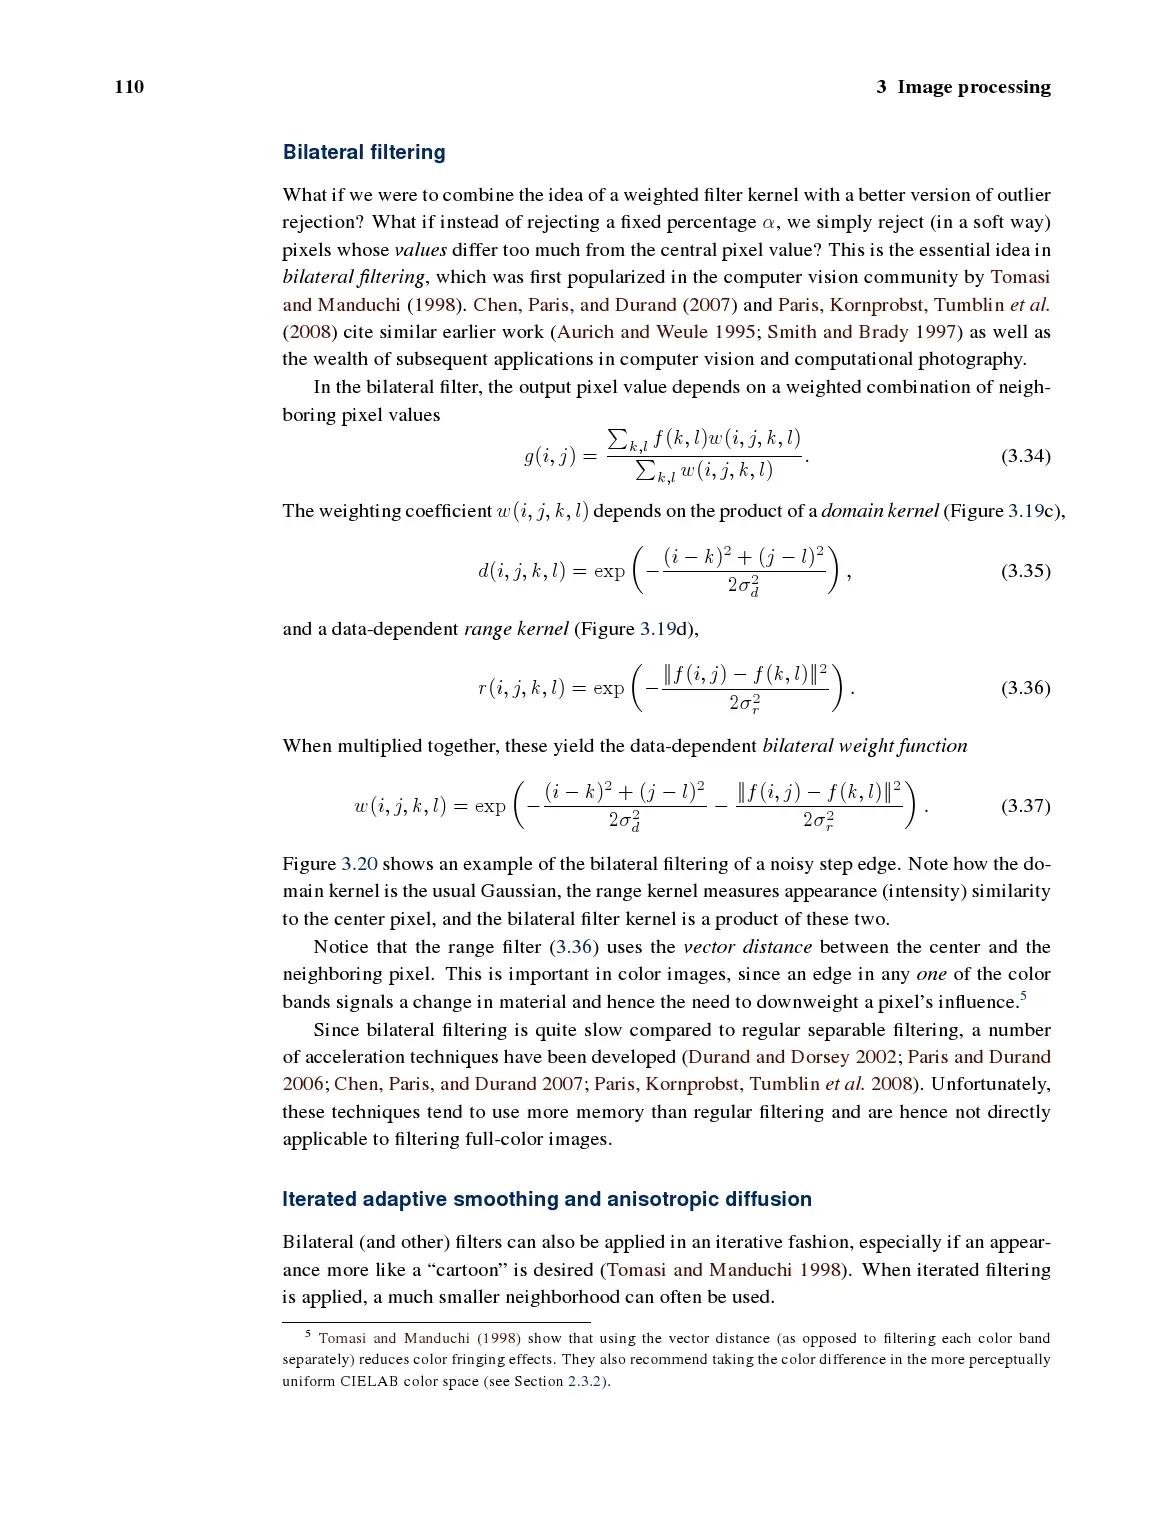 110
3 Image processing
Bilateral filtering
What if we were to combine the idea of a weighted filter kernel with a better version of outlier
rejection? What if instead of rejecting a fixed percentage α, we simply reject (in a soft way)
pixels whose values differ too much from the central pixel value? This is the essential idea in
bilateral filtering, which was first popularized in the computer vision community by Tomasi
and Manduchi (1998). Chen, Paris, and Durand (2007) and Paris, Kornprobst, Tumblin et al.
(2008) cite similar earlier work (Aurich and Weule 1995; Smith and Brady 1997) as well as
the wealth of subsequent applications in computer vision and computational photography.
In the bilateral filter, the output pixel value depends on a weighted combination of neigh-
boring pixel values
g(i, j) = \frac{\sum_{k,l} f(k, l)w(i, j, k, l)}{\sum_{k,l} w(i, j, k, l)}. (3.34)
The weighting coefficient w(i, j, k, l) depends on the product of a domain kernel (Figure 3.19c),
d(i, j, k, l) = exp \left( -\frac{(i − k)^2 + (j − l)^2}{2σ_d^2} \right), (3.35)
and a data-dependent range kernel (Figure 3.19d),
r(i, j, k, l) = exp \left( -\frac{‖f(i, j) − f(k, l)‖^2}{2σ_r^2} \right). (3.36)
When multiplied together, these yield the data-dependent bilateral weight function
w(i, j, k, l) = exp \left( -\frac{(i − k)^2 + (j − l)^2}{2σ_d^2} − \frac{‖f(i, j) − f(k, l)‖^2}{2σ_r^2} \right). (3.37)
Figure 3.20 shows an example of the bilateral filtering of a noisy step edge. Note how the do-
main kernel is the usual Gaussian, the range kernel measures appearance (intensity) similarity
to the center pixel, and the bilateral filter kernel is a product of these two.
Notice that the range filter (3.36) uses the vector distance between the center and the
neighboring pixel. This is important in color images, since an edge in any one of the color
bands signals a change in material and hence the need to downweight a pixel's influence.5
Since bilateral filtering is quite slow compared to regular separable filtering, a number
of acceleration techniques have been developed (Durand and Dorsey 2002; Paris and Durand
2006; Chen, Paris, and Durand 2007; Paris, Kornprobst, Tumblin et al. 2008). Unfortunately,
these techniques tend to use more memory than regular filtering and are hence not directly
applicable to filtering full-color images.
Iterated adaptive smoothing and anisotropic diffusion
Bilateral (and other) filters can also be applied in an iterative fashion, especially if an appear-
ance more like a “cartoon” is desired (Tomasi and Manduchi 1998). When iterated filtering
is applied, a much smaller neighborhood can often be used.
5 Tomasi and Manduchi (1998) show that using the vector distance (as opposed to filtering each color band
separately) reduces color fringing effects. They also recommend taking the color difference in the more perceptually
uniform CIELAB color space (see Section 2.3.2).